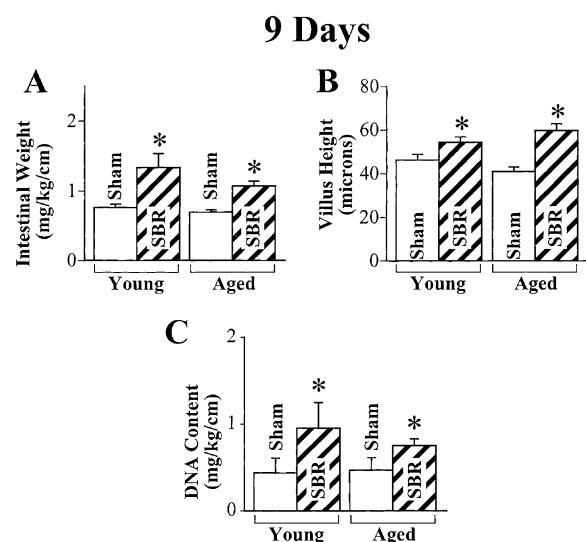 9 Days
A
Intestinal Weight
(mg/kg/cm)
2
1
0
Sham
SBR
*
Sham
SBR
*
Young
Aged
B
Villus Height
(microns)
80
60
40
20
0
Sham
SBR
*
Sham
SBR
*
Young
Aged
C
DNA Content
(mg/kg/cm)
2
1
0
Sham
SBR
*
Sham
SBR
*
Young
Aged